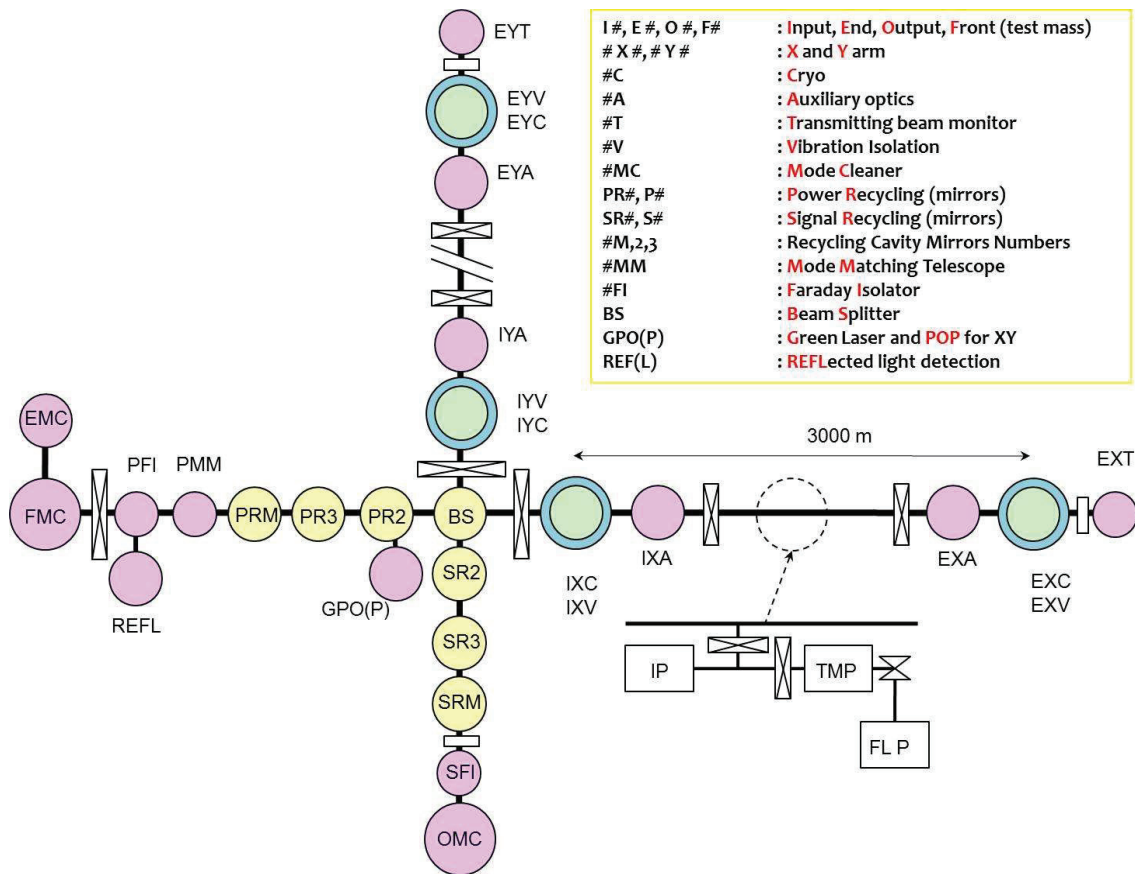 EYT
I #, E #, O #, F# : Input, End, Output, Front (test mass)
# X #, # Y # : X and Y arm
#C : Cryo
#A : Auxiliary optics
#T : Transmitting beam monitor
#V : Vibration Isolation
#MC : Mode Cleaner
PR#, P# : Power Recycling (mirrors)
SR#, S# : Signal Recycling (mirrors)
#M,2,3 : Recycling Cavity Mirrors Numbers
#MM : Mode Matching Telescope
#FI : Faraday Isolator
BS : Beam Splitter
GPO(P) : Green Laser and POP for XY
REF(L) : REFLected light detection
EYV
EYC
EYA
IYA
IYV
IYC
3000 m
EMC
PFI
PMM
EXT
FMC
PRM
PR3
PR2
BS
IXA
EXA
IXC
IXV
EXC
EXV
REFL
GPO(P)
SR2
SR3
SRM
SFI
OMC
IP
TMP
FL P